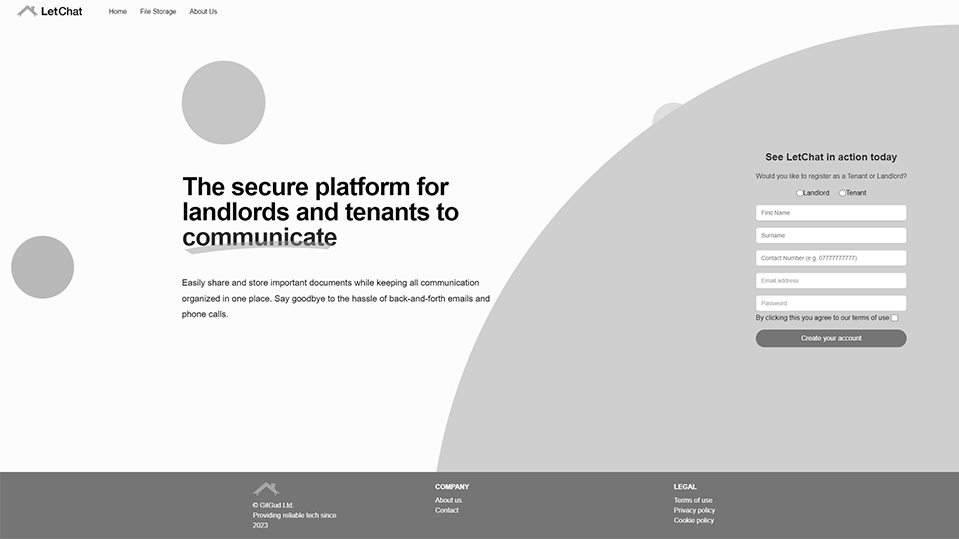 LetChat
Home File Storage About Us
The secure platform for
landlords and tenants to
communicate
Easily share and store important documents while keeping all communication
organized in one place. Say goodbye to the hassle of back-and-forth emails and
phone calls.
See LetChat in action today
Would you like to register as a Tenant or Landlord?
Landlord Tenant
First Name
Surname
Contact Number (e.g. 07777777777)
Email address
Password
By clicking this you agree to our terms of use
Create your account
© GitGud Ltd.
Providing reliable tech since
2023
COMPANY
About us
Contact
LEGAL
Terms of use
Privacy policy
Cookie policy